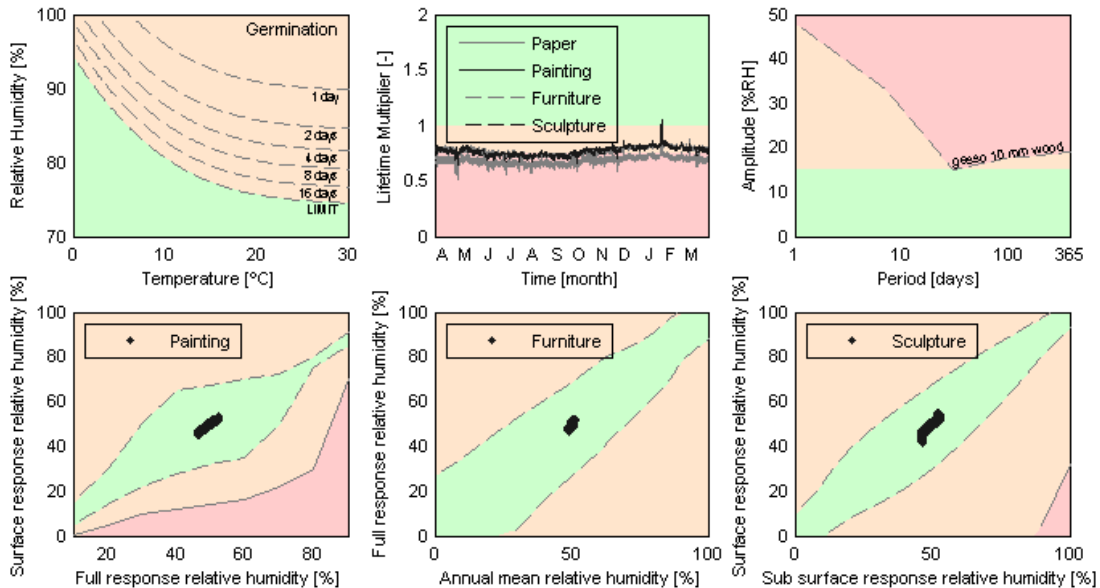 100
90
80
70
Relative Humidity [%]
Germination
1 day
2 days
4 days
8 days
16 days
LIMIT
0 10 20 30
Temperature [°C]
2
1.5
1
0.5
0
Lifetime Multiplier [-]
Paper
Painting
Furniture
Sculpture
A M J J A S O N D J F M
Time [month]
50
40
30
20
10
0
Amplitude [%RH]
gesso 10 mm wood
1 10 100 365
Period [days]
100
80
60
40
20
0
Surface response relative humidity [%]
Painting
20 40 60 80
Full response relative humidity [%]
100
80
60
40
20
0
Full response relative humidity [%]
Furniture
0 50 100
Annual mean relative humidity [%]
100
80
60
40
20
0
Surface response relative humidity [%]
Sculpture
0 50 100
Sub surface response relative humidity [%]